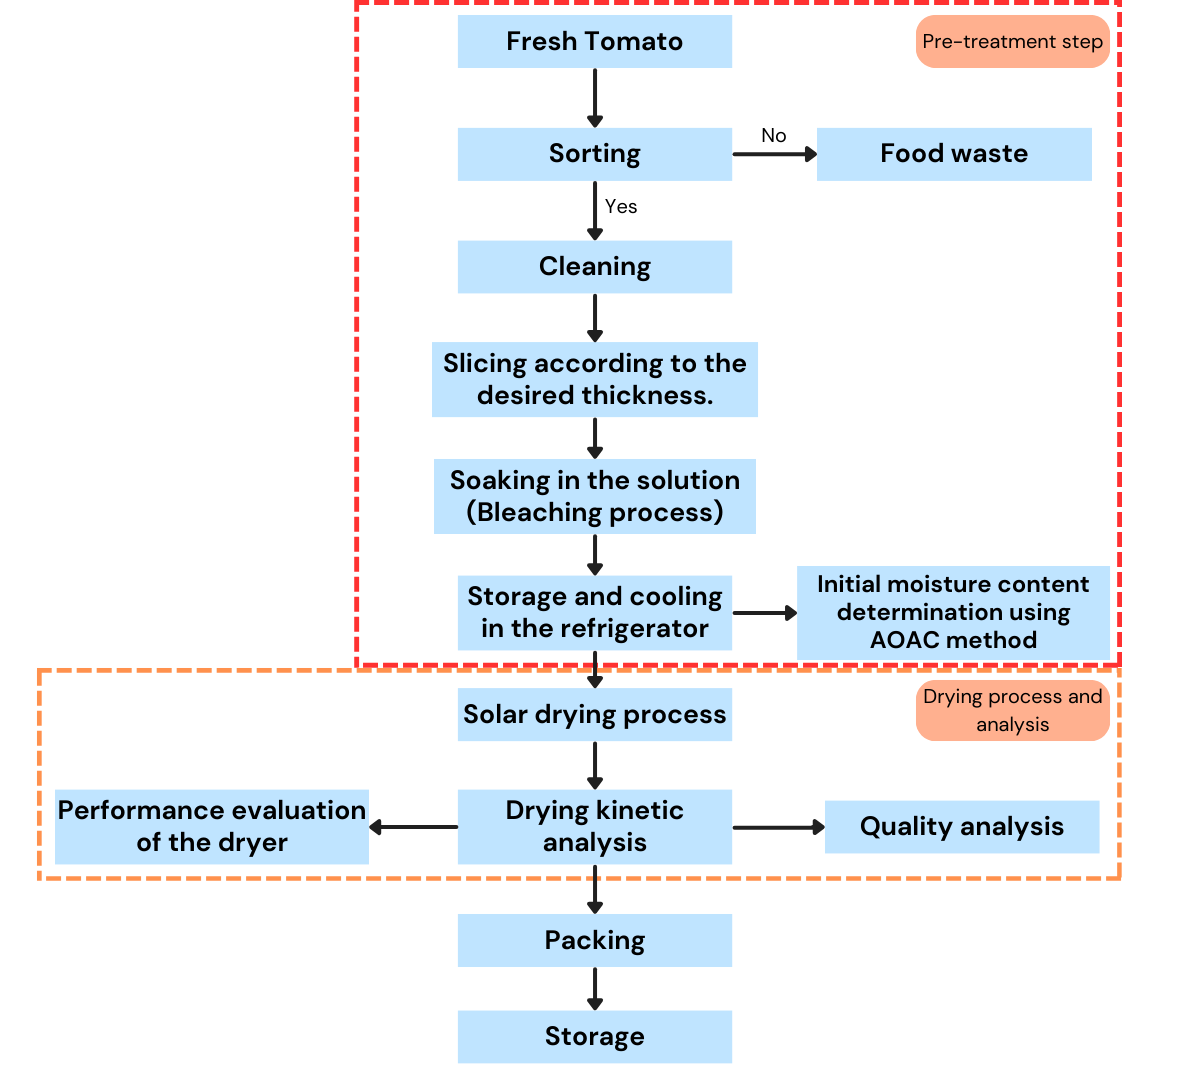 Fresh Tomato
Pre-treatment step
Sorting
No
Food waste
Yes
Cleaning
Slicing according to the
desired thickness.
Soaking in the solution
(Bleaching process)
Storage and cooling
in the refrigerator
Initial moisture content
determination using
AOAC method
Solar drying process
Drying process and
analysis
Performance evaluation
of the dryer
Drying kinetic
analysis
Quality analysis
Packing
Storage